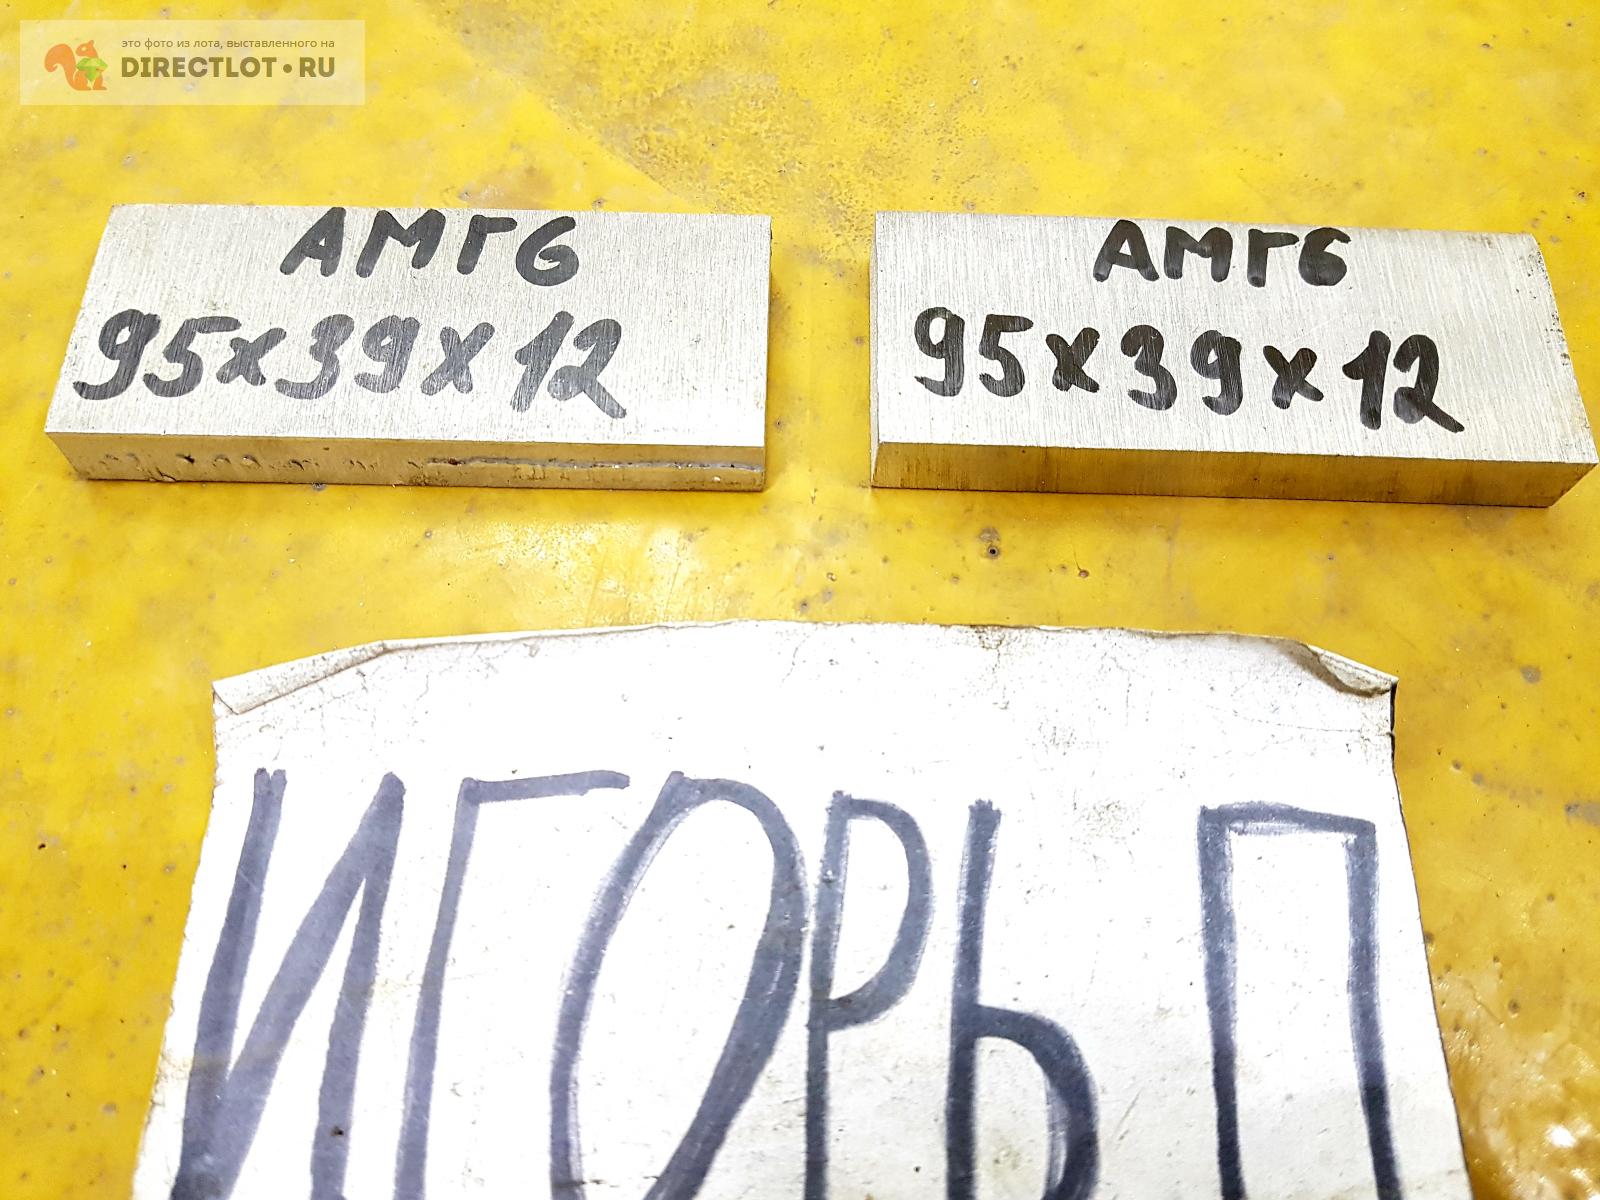 это фото из лота, выставленного на
DIRECTLOT•RU
АМГ6
95х39х12
АМГ6
95х39х12
ИГОРЬ П